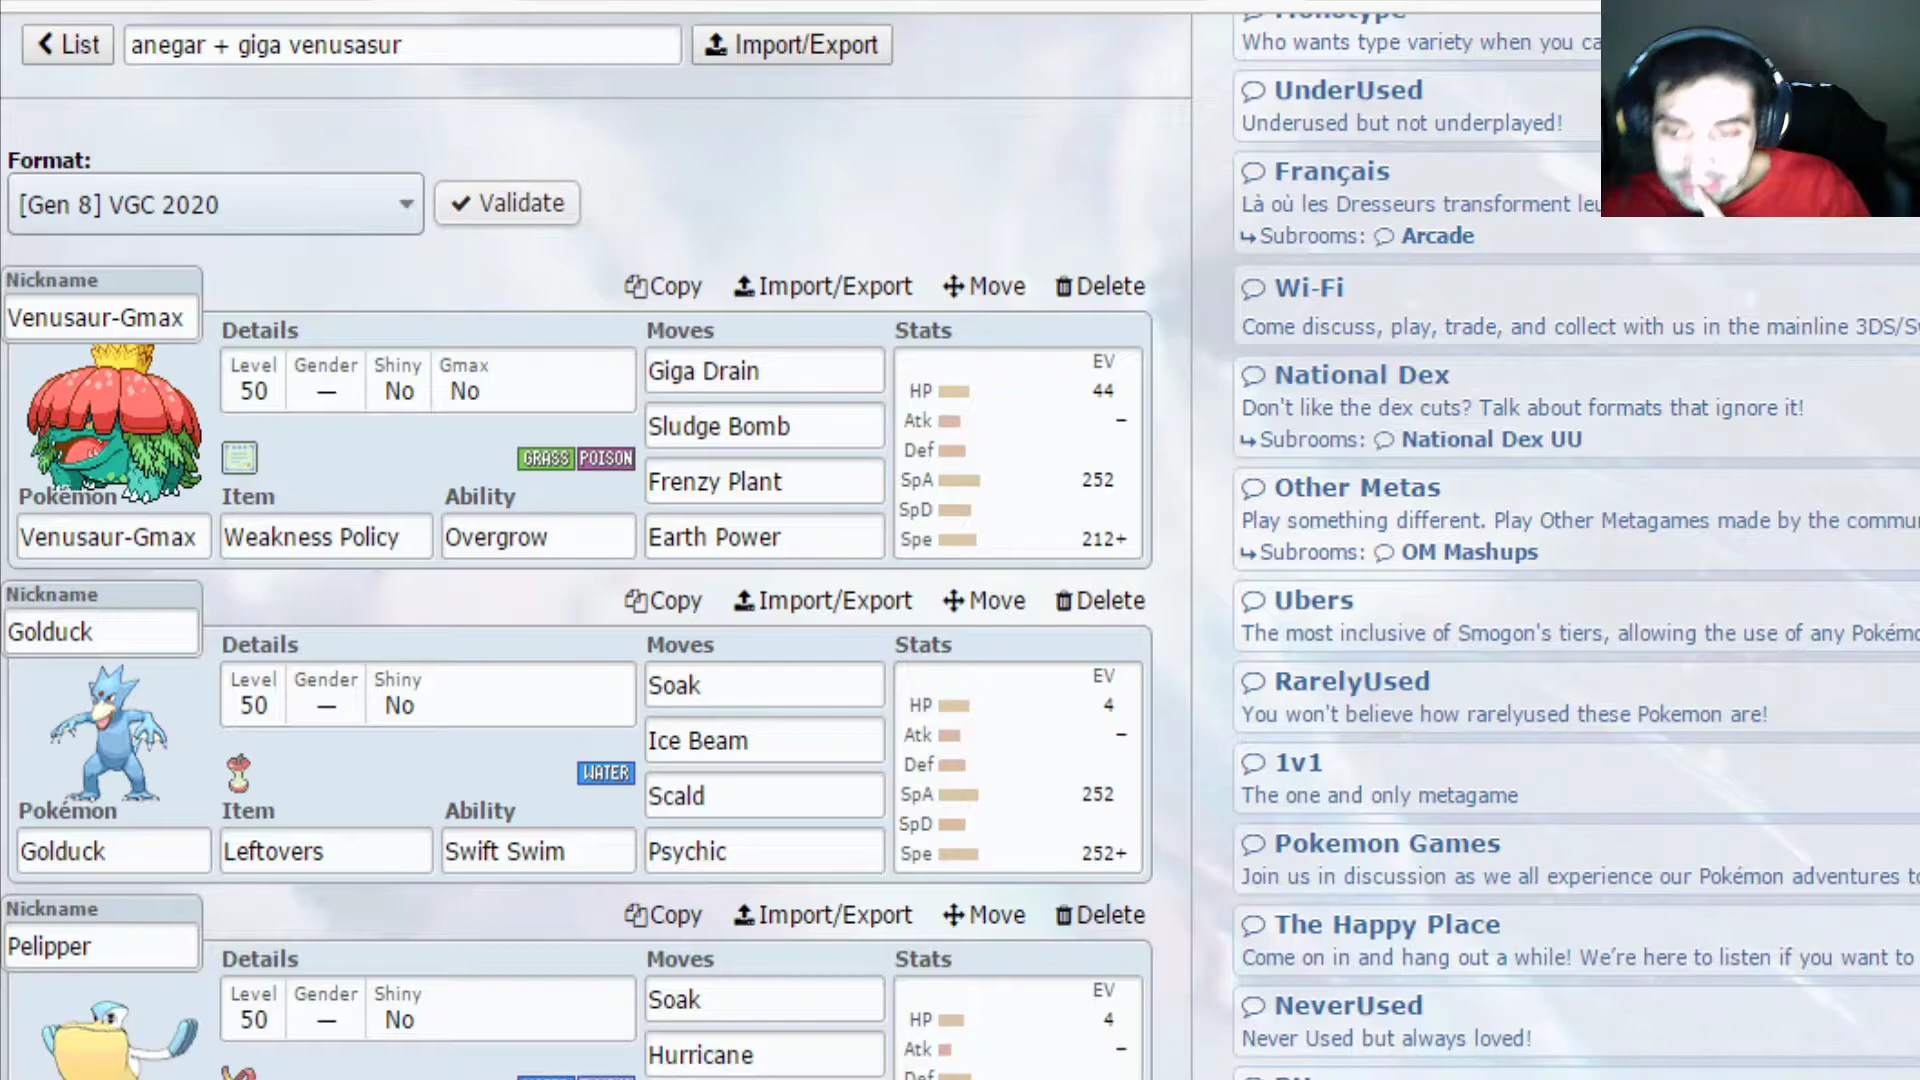 List
anegar + giga venusasur
Import/Export
Format:
[Gen 8] VGC 2020
Validate
Nickname
Venusaur-Gmax
Copy Import/Export Move Delete
Details Moves Stats
Level Gender Shiny Gmax
50 — No No
GRASS POISON
Pokémon Item Ability
Venusaur-Gmax Weakness Policy Overgrow
Giga Drain
Sludge Bomb
Frenzy Plant
Earth Power
EV
HP 44
Atk –
Def
SpA 252
SpD
Spe 212+
Nickname
Golduck
Copy Import/Export Move Delete
Details Moves Stats
Level Gender Shiny
50 — No
WATER
Pokémon Item Ability
Golduck Leftovers Swift Swim
Soak
Ice Beam
Scald
Psychic
EV
HP 4
Atk –
Def
SpA 252
SpD
Spe 252+
Nickname
Pelipper
Copy Import/Export Move Delete
Details Moves Stats
Level Gender Shiny
50 — No
Soak
Hurricane
EV
HP 4
Atk –
Def
Monotype
Who wants type variety when you ca
UnderUsed
Underused but not underplayed!
Français
Là où les Dresseurs transforment leu
↳Subrooms: Arcade
Wi-Fi
Come discuss, play, trade, and collect with us in the mainline 3DS/S
National Dex
Don't like the dex cuts? Talk about formats that ignore it!
↳Subrooms: National Dex UU
Other Metas
Play something different. Play Other Metagames made by the commu
↳Subrooms: OM Mashups
Ubers
The most inclusive of Smogon's tiers, allowing the use of any Pokémo
RarelyUsed
You won't believe how rarelyused these Pokemon are!
1v1
The one and only metagame
Pokemon Games
Join us in discussion as we all experience our Pokémon adventures to
The Happy Place
Come on in and hang out a while! We're here to listen if you want to
NeverUsed
Never Used but always loved!